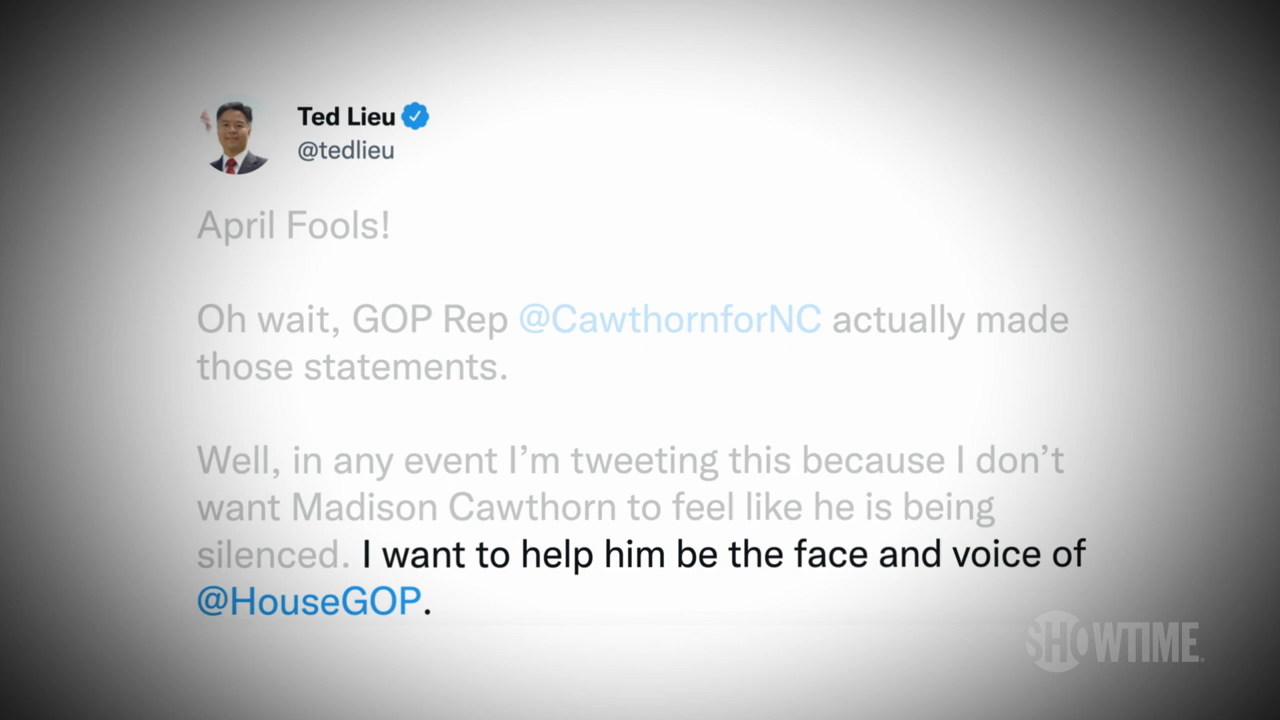 Ted Lieu
@tedlieu
April Fools!
Oh wait, GOP Rep @CawthornforNC actually made
those statements.
Well, in any event I’m tweeting this because I don’t
want Madison Cawthorn to feel like he is being
silenced. I want to help him be the face and voice of
@HouseGOP.
SHOWTIME